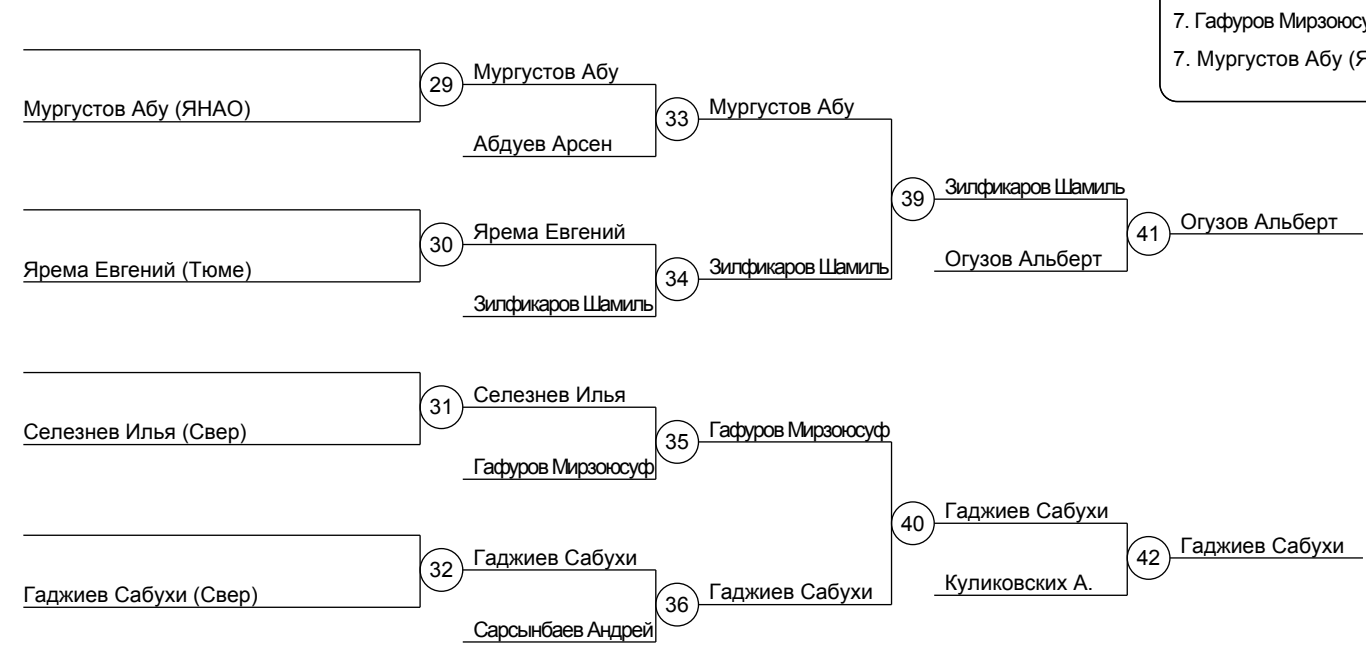 7. Гафуров Мирзоюсу
7. Мургустов Абу (Я
29
Мургустов Абу
Мургустов Абу (ЯНАО)
33
Мургустов Абу
Абдуев Арсен
39
Зилфикаров Шамиль
41
Огузов Альберт
30
Ярема Евгений
Огузов Альберт
Ярема Евгений (Тюме)
34
Зилфикаров Шамиль
Зилфикаров Шамиль
31
Селезнев Илья
Селезнев Илья (Свер)
35
Гафуров Мирзоюсуф
Гафуров Мирзоюсуф
40
Гаджиев Сабухи
42
Гаджиев Сабухи
32
Гаджиев Сабухи
Куликовских А.
Гаджиев Сабухи (Свер)
36
Гаджиев Сабухи
Сарсынбаев Андрей